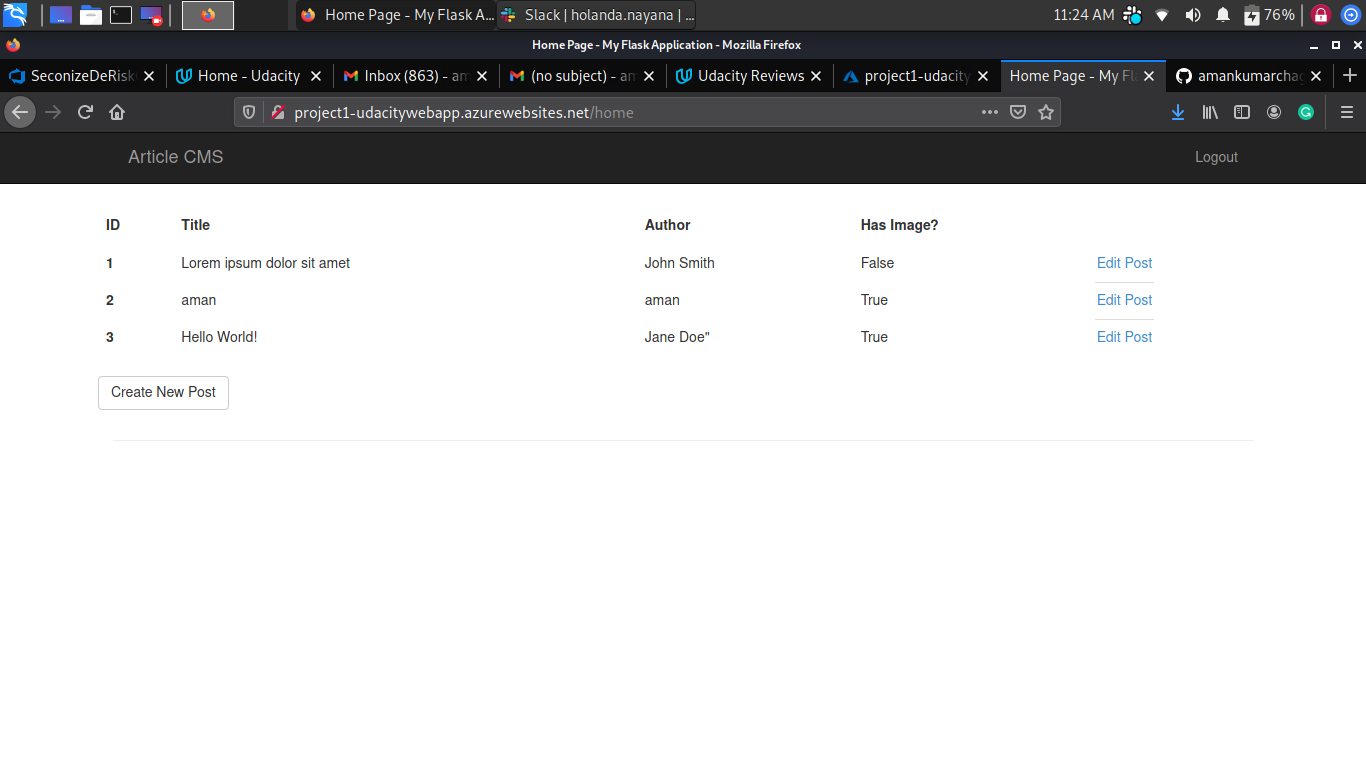 Home Page - My Flask A...
Slack | holanda.nayana | ...
11:24 AM
76%
Home Page - My Flask Application - Mozilla Firefox
SeconizeDeRisk
Home - Udacity
Inbox (863) - am
(no subject) - am
Udacity Reviews
project1-udacity
Home Page - My Fl
amankumarchag
project1-udacitywebapp.azurewebsites.net/home
Article CMS
Logout
ID Title Author Has Image?
1 Lorem ipsum dolor sit amet John Smith False Edit Post
2 aman aman True Edit Post
3 Hello World! Jane Doe" True Edit Post
Create New Post